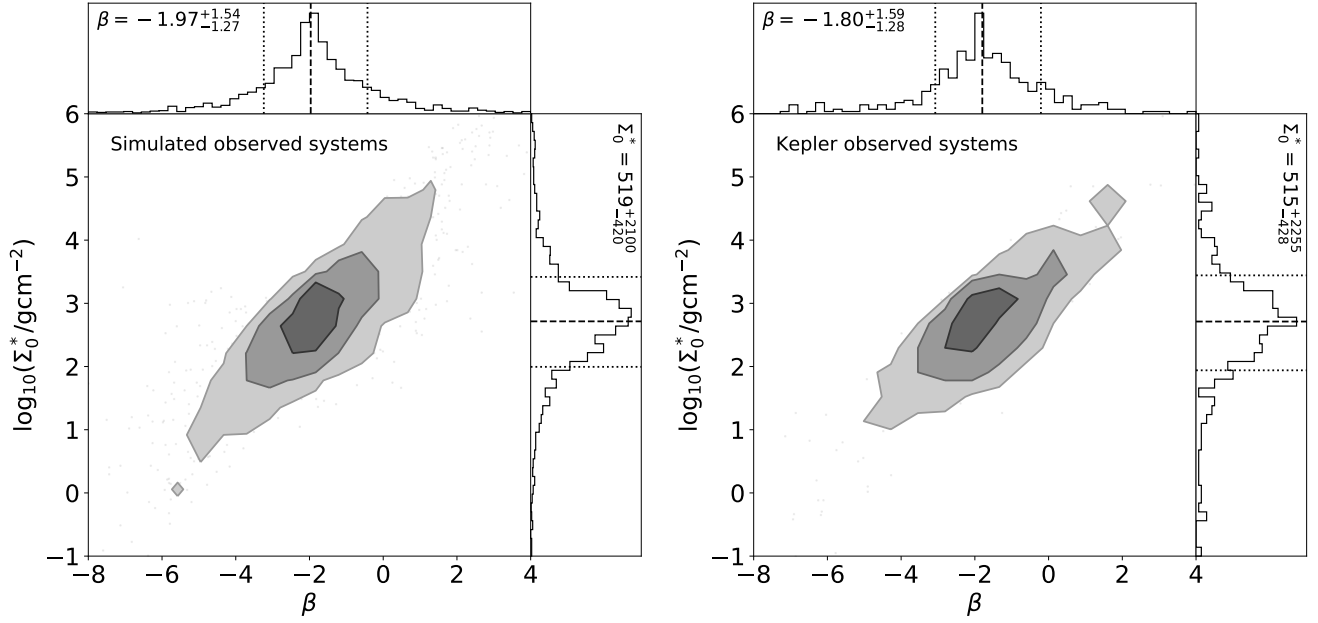 β = −1.97+1.54−1.27
Simulated observed systems
Σ0* = 519+2100−420
log10(Σ0*/gcm−2)
6
5
4
3
2
1
0
−1
−8 −6 −4 −2 0 2 4
β
β = −1.80+1.59−1.28
Kepler observed systems
Σ0* = 515+2255−428
log10(Σ0*/gcm−2)
6
5
4
3
2
1
0
−1
−8 −6 −4 −2 0 2 4
β